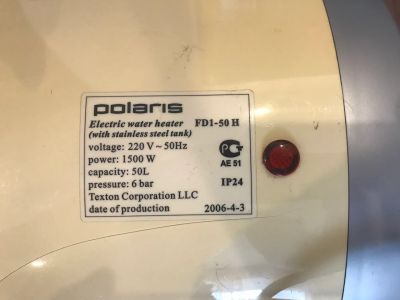 polaris
Electric water heater FD1-50 H
(with stainless steel tank)
voltage: 220 V ~ 50Hz
power: 1500 W
AE 51
capacity: 50L
pressure: 6 bar IP24
Texton Corporation LLC
date of production 2006-4-3